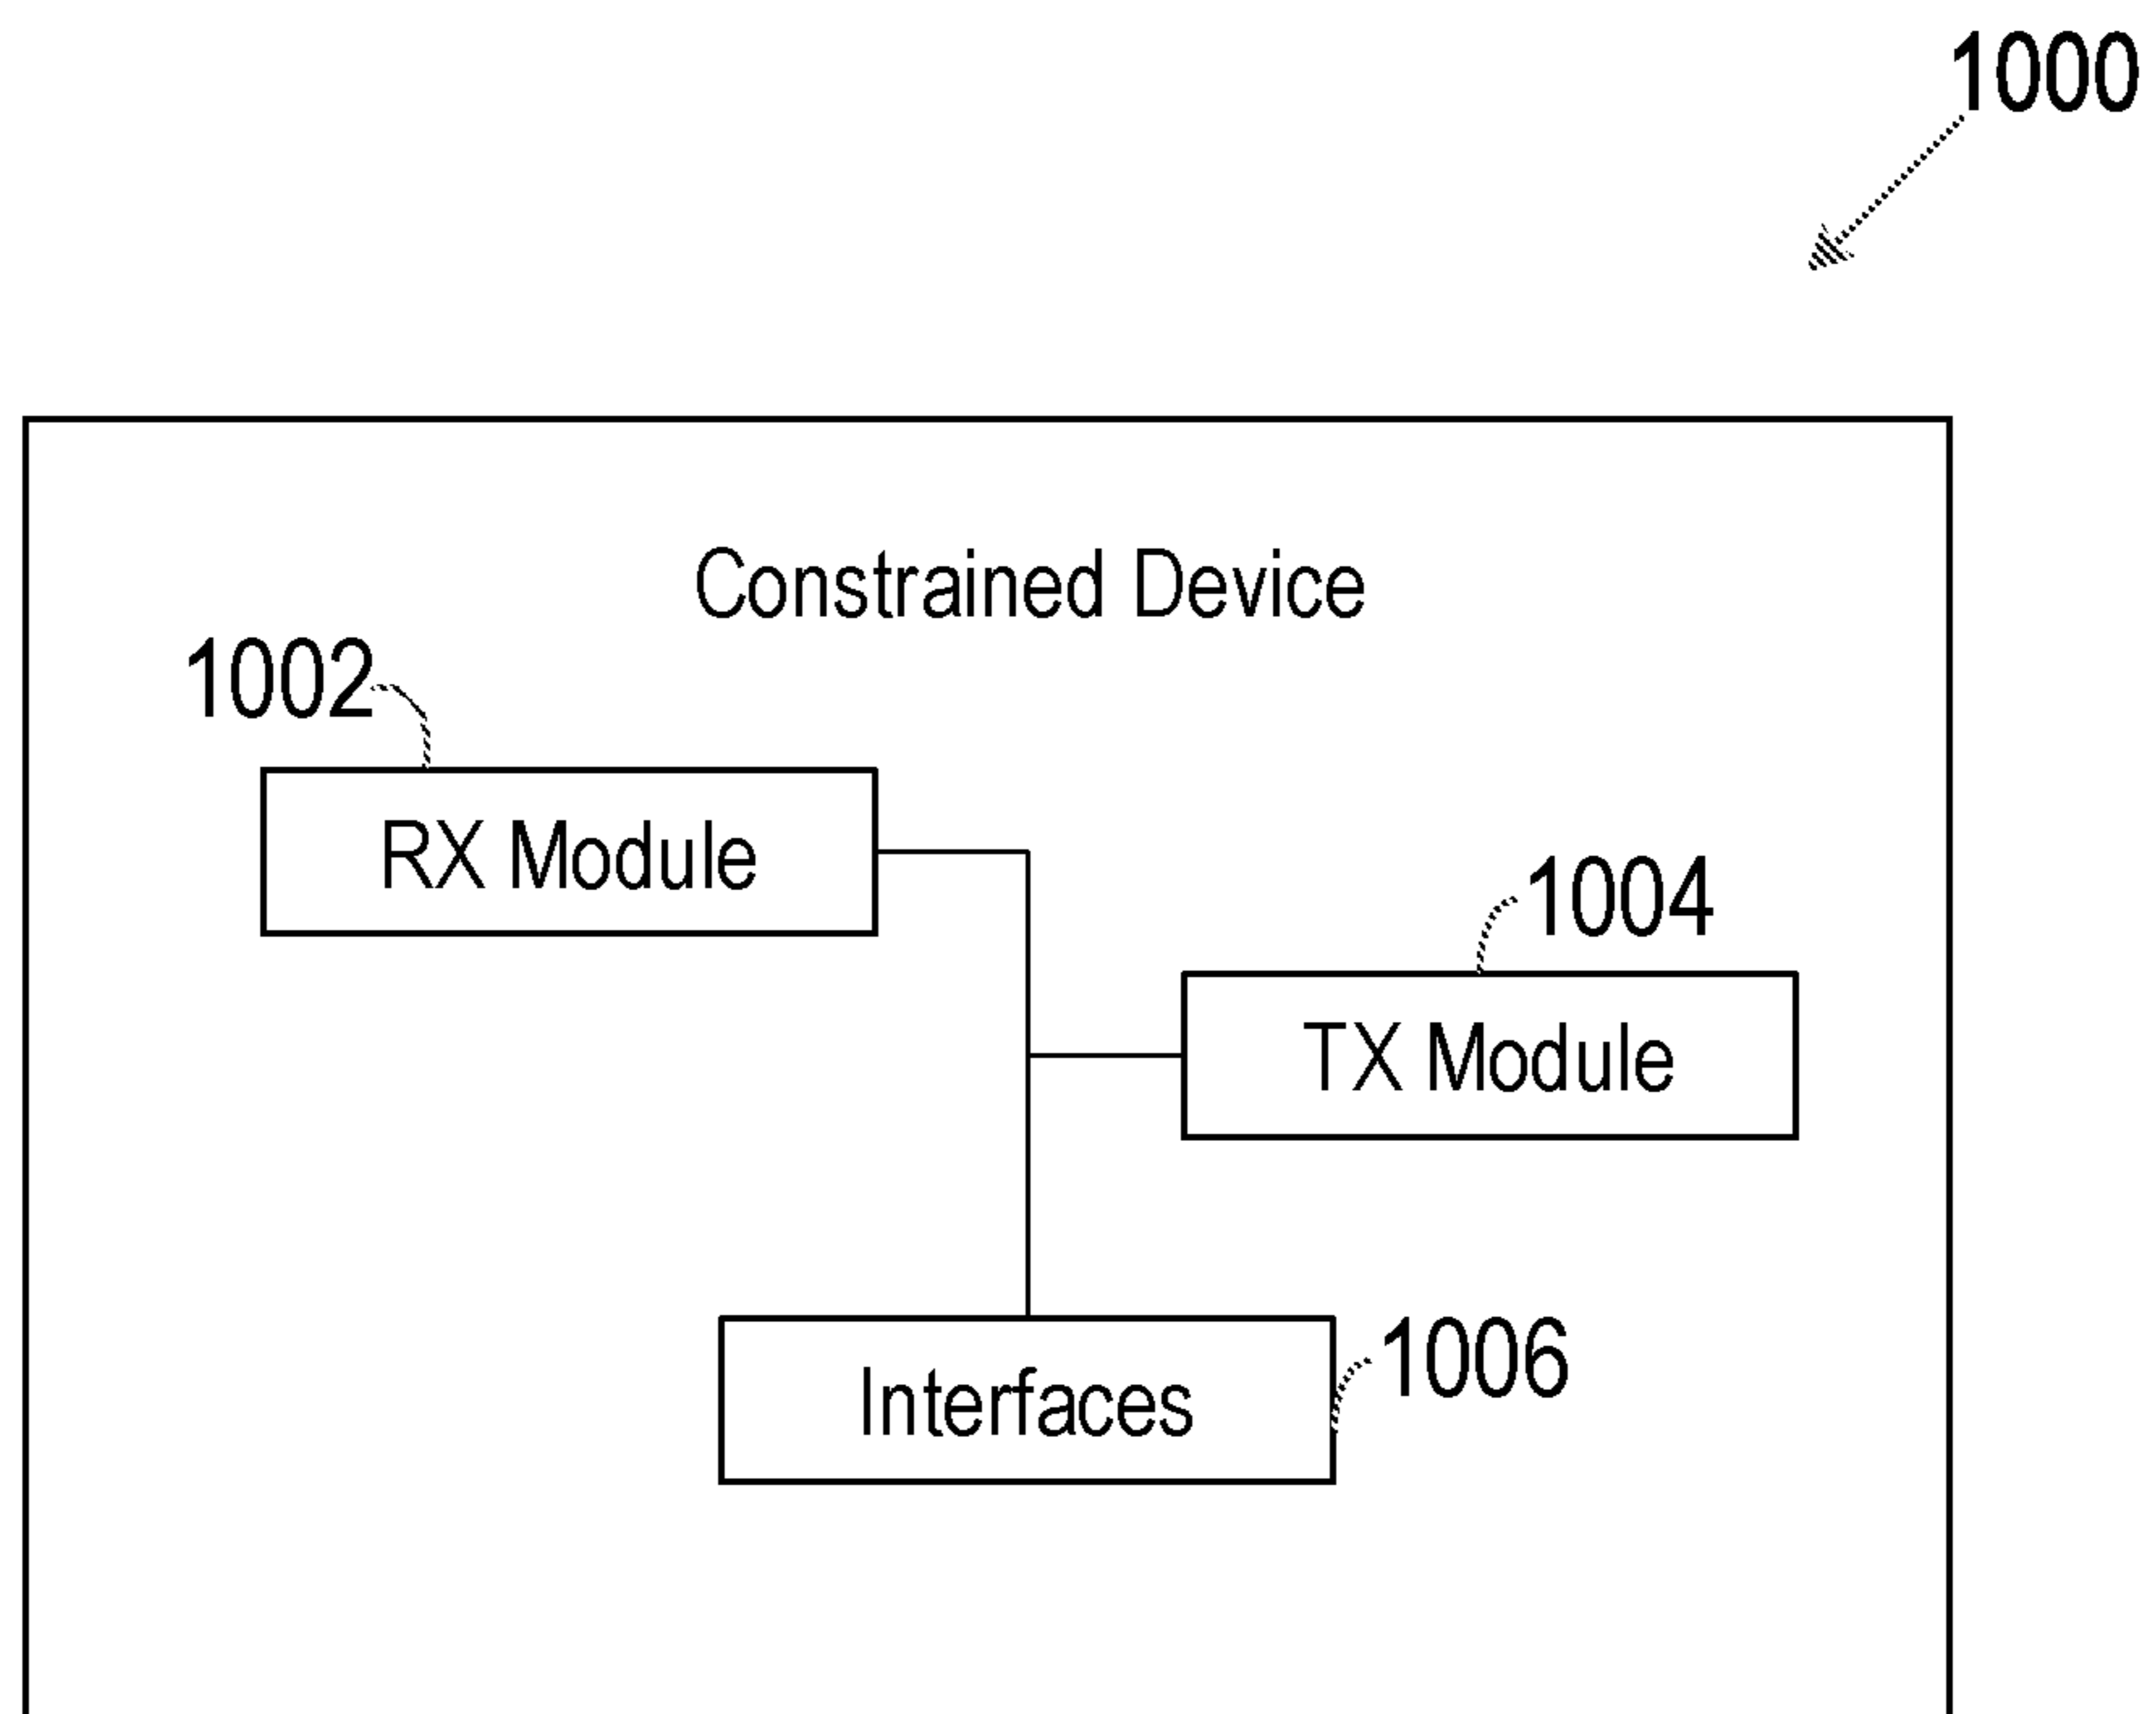 1000
Constrained Device
1002
RX Module
1004
TX Module
1006
Interfaces